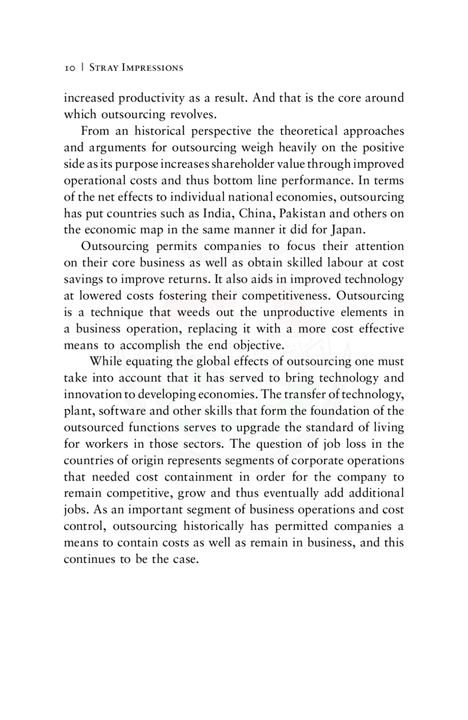 10 | Stray Impressions
increased productivity as a result. And that is the core around
which outsourcing revolves.
From an historical perspective the theoretical approaches
and arguments for outsourcing weigh heavily on the positive
side as its purpose increases shareholder value through improved
operational costs and thus bottom line performance. In terms
of the net effects to individual national economies, outsourcing
has put countries such as India, China, Pakistan and others on
the economic map in the same manner it did for Japan.
Outsourcing permits companies to focus their attention
on their core business as well as obtain skilled labour at cost
savings to improve returns. It also aids in improved technology
at lowered costs fostering their competitiveness. Outsourcing
is a technique that weeds out the unproductive elements in
a business operation, replacing it with a more cost effective
means to accomplish the end objective.
While equating the global effects of outsourcing one must
take into account that it has served to bring technology and
innovation to developing economies. The transfer of technology,
plant, software and other skills that form the foundation of the
outsourced functions serves to upgrade the standard of living
for workers in those sectors. The question of job loss in the
countries of origin represents segments of corporate operations
that needed cost containment in order for the company to
remain competitive, grow and thus eventually add additional
jobs. As an important segment of business operations and cost
control, outsourcing historically has permitted companies a
means to contain costs as well as remain in business, and this
continues to be the case.